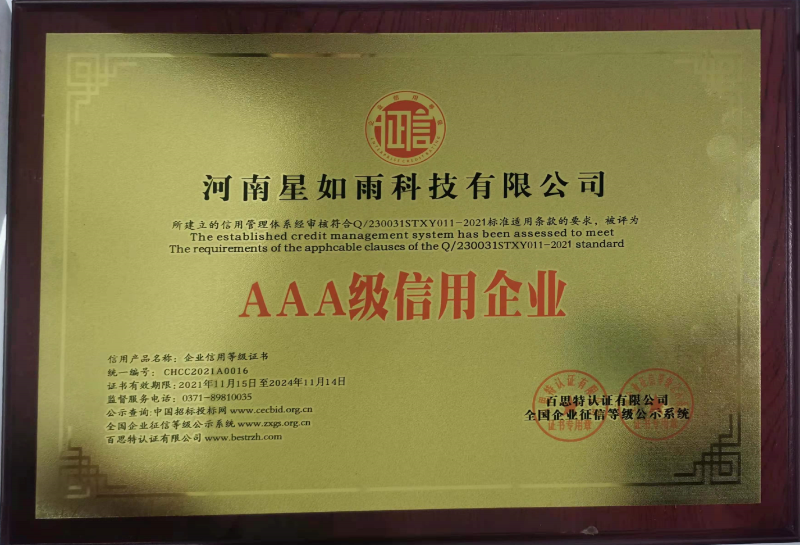 征信
河南星如雨科技有限公司
所建立的信用管理体系经审核符合Q/230031STXY011-2021标准适用条款的要求，被评为
The established credit management system has been assessed to meet
The requirements of the apphcable clauses of the Q/230031STXY011-2021 standard
AAA级信用企业
信用产品名称：企业信用等级证书
统一编号：CHCC2021A0016
证书有效期限：2021年11月15日至2024年11月14日
监督服务电话：0371-89810035
公示查询：中国招标投标网 www.cecbid.org.cn
全国企业征信等级公示系统 www.zxgs.org.cn
百思特认证有限公司 www.bestrzh.com
百思特认证有限公司
全国企业征信等级公示系统
证书专用章